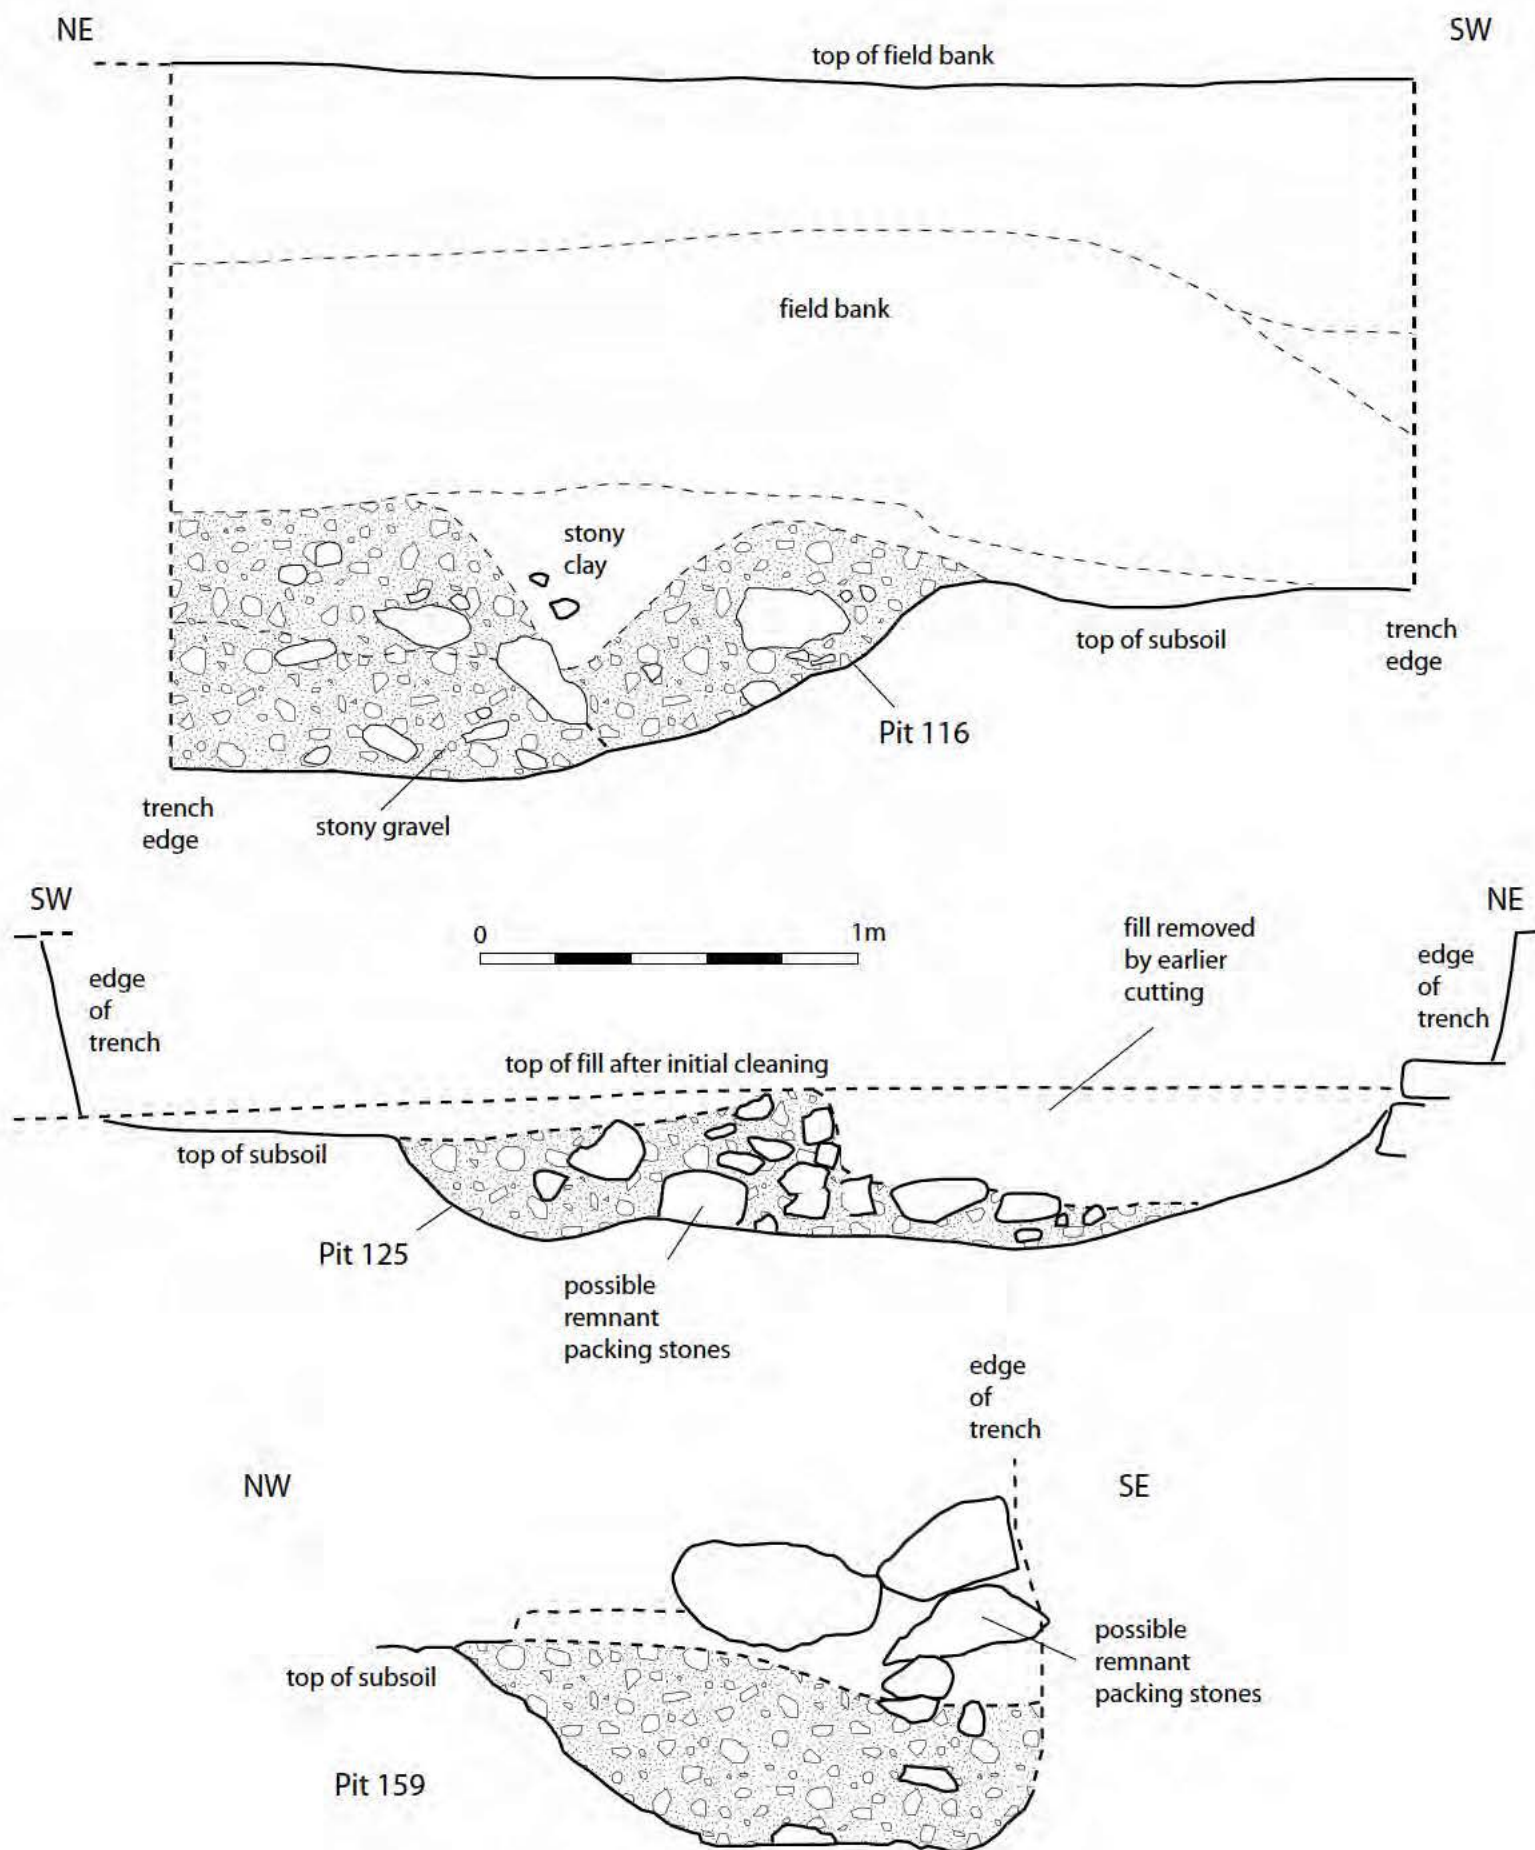 NE
SW
top of field bank
field bank
stony
clay
top of subsoil
trench
edge
Pit 116
trench
edge
stony gravel
SW
NE
0
1m
fill removed
by earlier
cutting
edge
of
trench
edge
of
trench
top of fill after initial cleaning
top of subsoil
Pit 125
possible
remnant
packing stones
edge
of
trench
NW
SE
possible
remnant
packing stones
top of subsoil
Pit 159